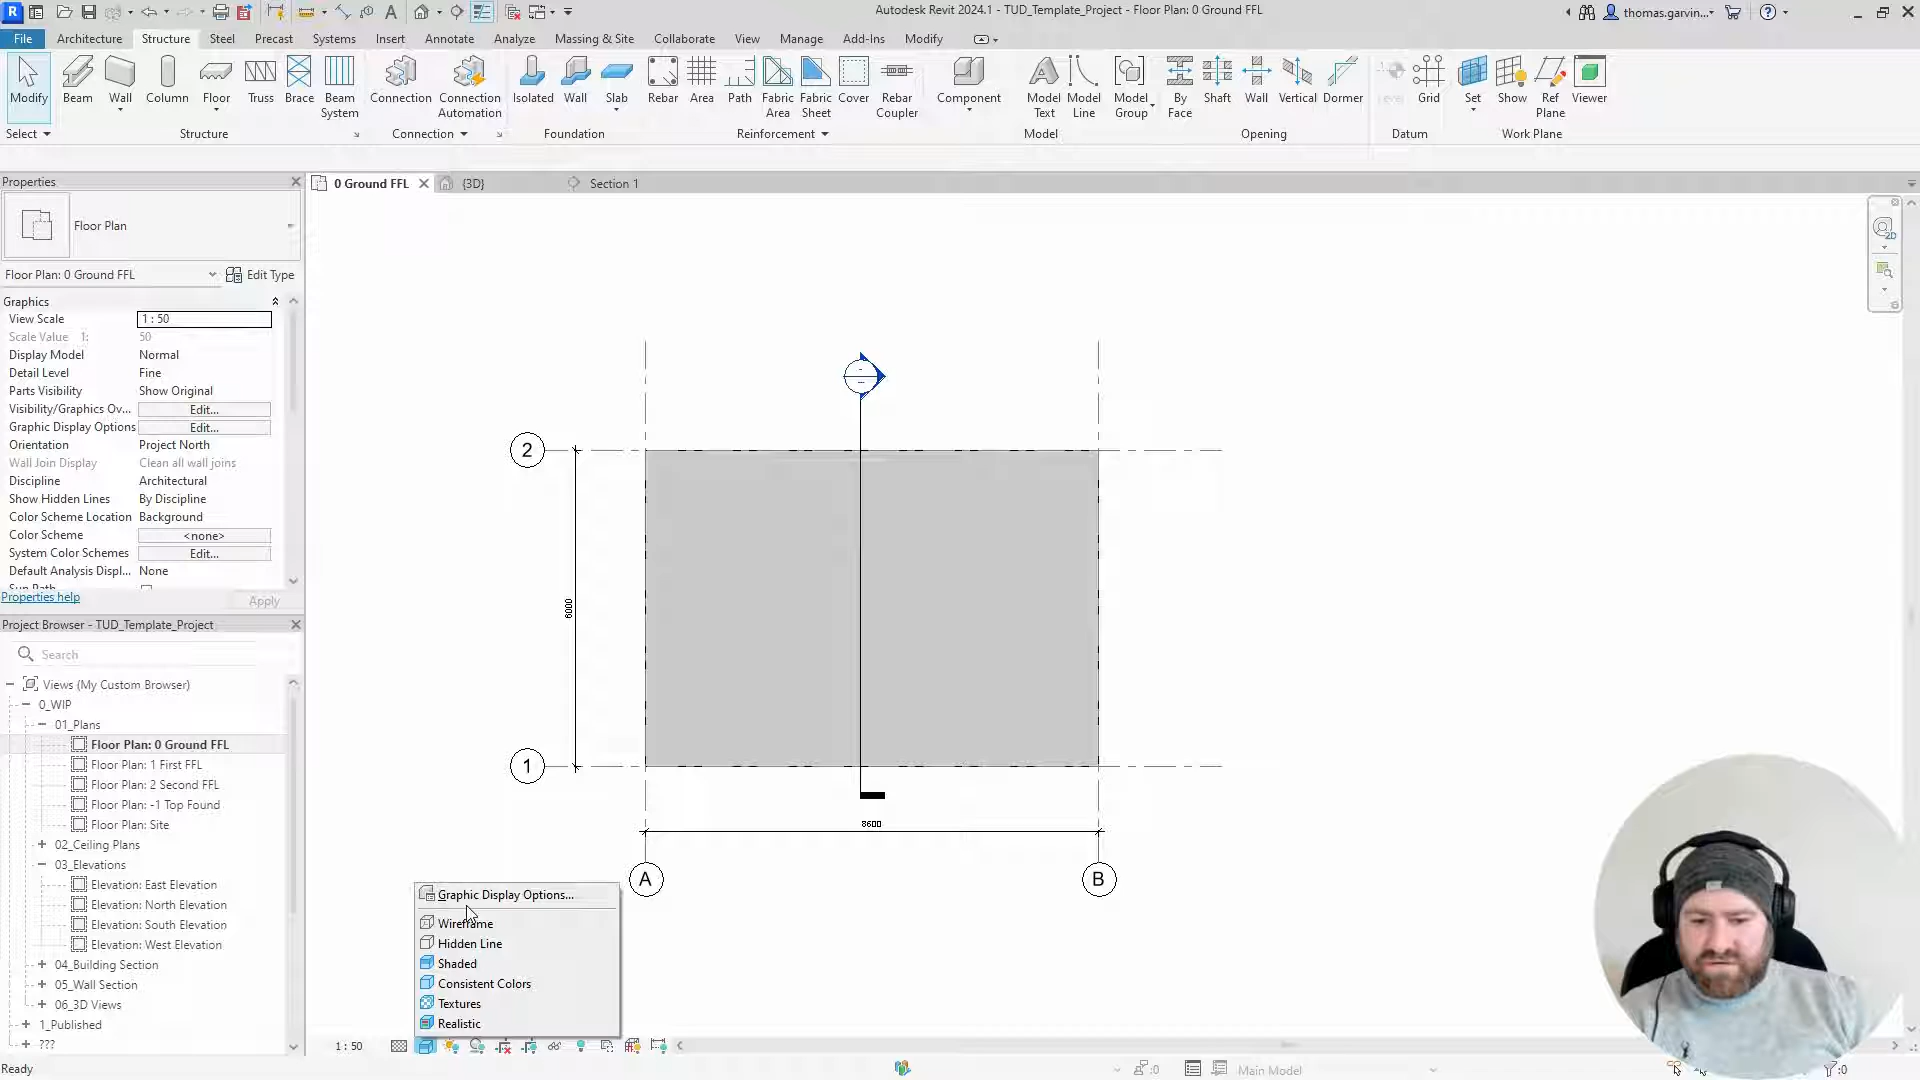 Autodesk Revit 2024.1 - TUD_Template_Project - Floor Plan: 0 Ground FFL
thomas.garvin...
File Architecture Structure Steel Precast Systems Insert Annotate Analyze Massing & Site Collaborate View Manage Add-Ins Modify
Modify Beam Wall Column Floor Truss Brace Beam System Connection Connection Automation Isolated Wall Slab Rebar Area Path Fabric Area Fabric Sheet Cover Rebar Coupler Component Model Text Model Line Model Group By Face Shaft Wall Vertical Dormer Level Grid Set Show Ref Plane Viewer
Select Structure Connection Foundation Reinforcement Model Opening Datum Work Plane
Properties
0 Ground FFL {3D} Section 1
Floor Plan
Floor Plan: 0 Ground FFL Edit Type
Graphics
View Scale 1 : 50
Scale Value 1: 50
Display Model Normal
Detail Level Fine
Parts Visibility Show Original
Visibility/Graphics Ov... Edit...
Graphic Display Options Edit...
Orientation Project North
Wall Join Display Clean all wall joins
Discipline Architectural
Show Hidden Lines By Discipline
Color Scheme Location Background
Color Scheme <none>
System Color Schemes Edit...
Default Analysis Displ... None
Sun Path
Properties help Apply
Project Browser - TUD_Template_Project
Search
Views (My Custom Browser)
0_WIP
01_Plans
Floor Plan: 0 Ground FFL
Floor Plan: 1 First FFL
Floor Plan: 2 Second FFL
Floor Plan: -1 Top Found
Floor Plan: Site
02_Ceiling Plans
03_Elevations
Elevation: East Elevation
Elevation: North Elevation
Elevation: South Elevation
Elevation: West Elevation
04_Building Section
05_Wall Section
06_3D Views
1_Published
???
2
6000
1
8600
A
B
Graphic Display Options...
Wireframe
Hidden Line
Shaded
Consistent Colors
Textures
Realistic
1 : 50
Ready
:0
Main Model
:0
2D